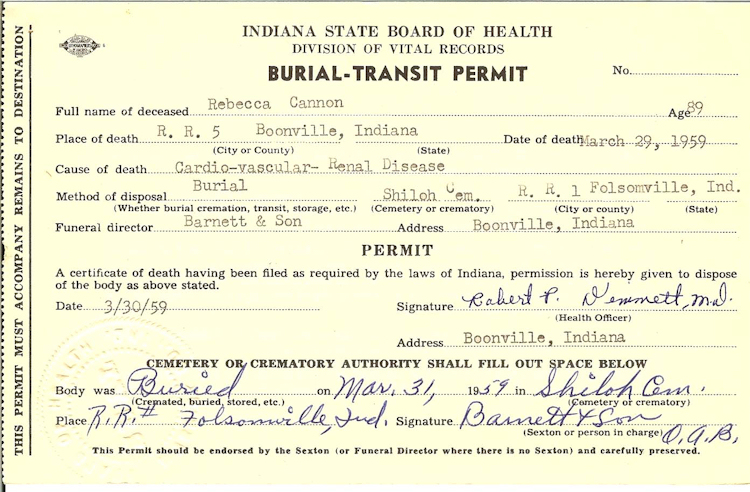 INDIANA STATE BOARD OF HEALTH
DIVISION OF VITAL RECORDS
BURIAL-TRANSIT PERMIT
No.
Full name of deceased Rebecca Cannon Age 89
Place of death R. R. 5 Boonville, Indiana Date of death March 29, 1959
(City or County) (State)
Cause of death Cardio-vascular- Renal Disease
Method of disposal Burial Shiloh Cem. R. R. 1 Folsomville, Ind.
(Whether burial cremation, transit, storage, etc.) (Cemetery or crematory) (City or county) (State)
Funeral director Barnett & Son Address Boonville, Indiana
PERMIT
A certificate of death having been filed as required by the laws of Indiana, permission is hereby given to dispose
of the body as above stated.
Date 3/30/59 Signature Robert P.
(Health Officer)
Address Boonville, Indiana
CEMETERY OR CREMATORY AUTHORITY SHALL FILL OUT SPACE BELOW
Body was Buried on Mar. 31, 1959 in Shiloh Cem.
(Cremated, buried, stored, etc.) (Cemetery or crematory)
Place R.R.# Folsomville, Ind. Signature Barnett & Son
(Sexton or person in charge) O.A.B.
This Permit should be endorsed by the Sexton (or Funeral Director where there is no Sexton) and carefully preserved.
THIS PERMIT MUST ACCOMPANY REMAINS TO DESTINATION